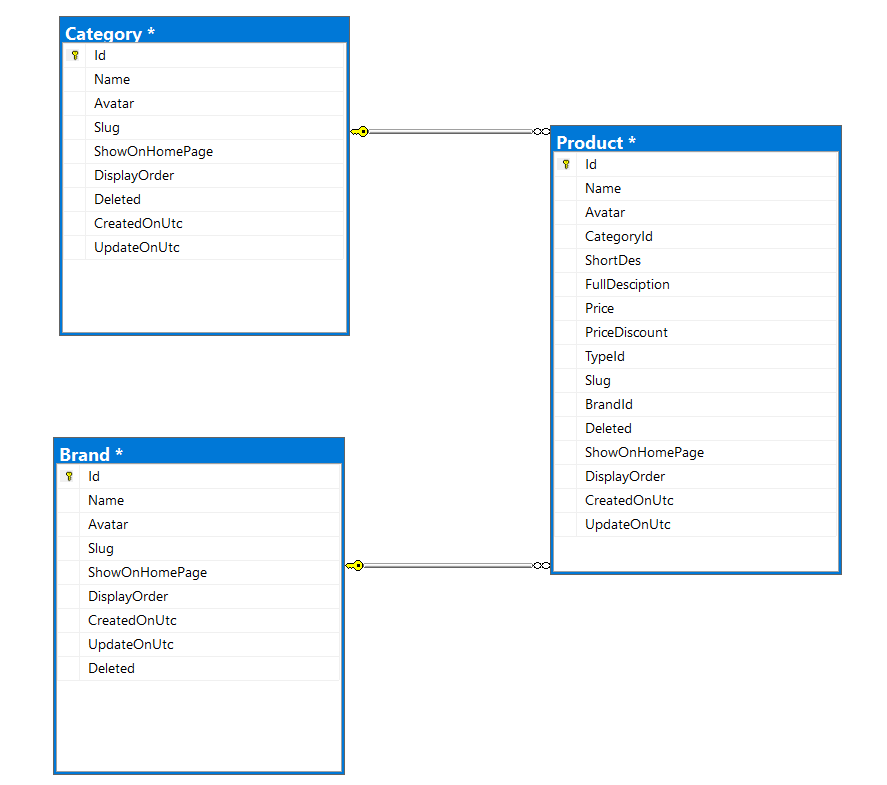 Category *
Id
Name
Avatar
Slug
ShowOnHomePage
DisplayOrder
Deleted
CreatedOnUtc
UpdateOnUtc
Product *
Id
Name
Avatar
CategoryId
ShortDes
FullDesciption
Price
PriceDiscount
TypeId
Slug
BrandId
Deleted
ShowOnHomePage
DisplayOrder
CreatedOnUtc
UpdateOnUtc
Brand *
Id
Name
Avatar
Slug
ShowOnHomePage
DisplayOrder
CreatedOnUtc
UpdateOnUtc
Deleted